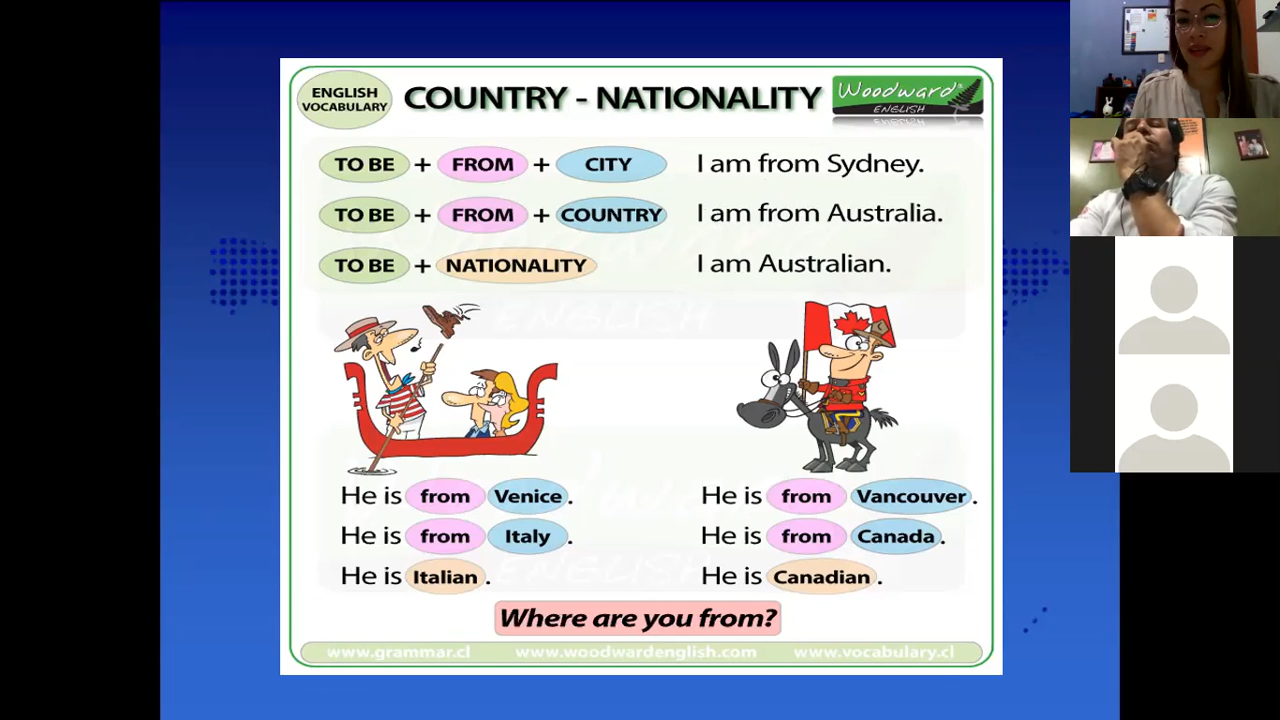 ENGLISH
VOCABULARY
COUNTRY - NATIONALITY
Woodward®
ENGLISH
TO BE + FROM + CITY I am from Sydney.
TO BE + FROM + COUNTRY I am from Australia.
TO BE + NATIONALITY I am Australian.
ENGLISH
He is from Venice. He is from Vancouver.
He is from Italy. He is from Canada.
He is Italian. He is Canadian.
Where are you from?
www.grammar.cl www.woodwardenglish.com www.vocabulary.cl